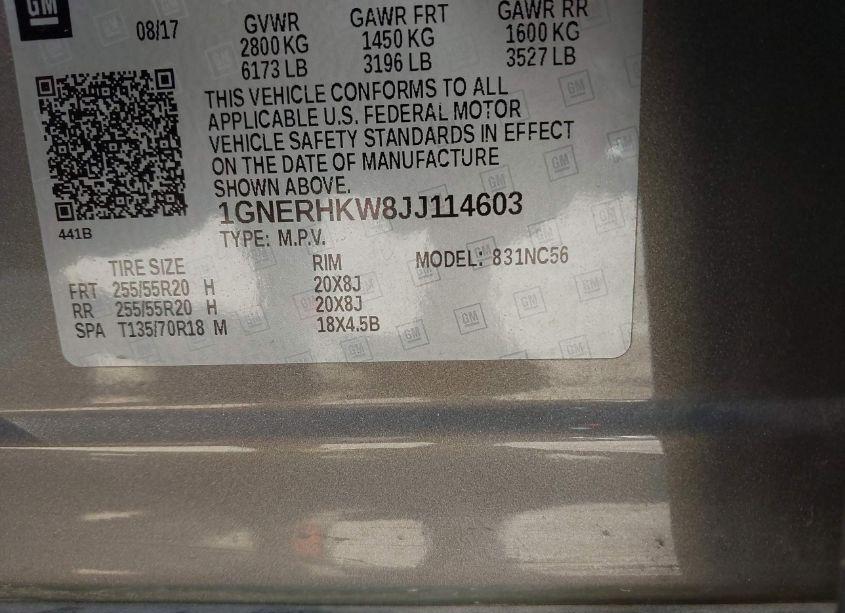 GM
08/17 GVWR GAWR FRT GAWR RR
2800 KG 1450 KG 1600 KG
6173 LB 3196 LB 3527 LB
THIS VEHICLE CONFORMS TO ALL
APPLICABLE U.S. FEDERAL MOTOR
VEHICLE SAFETY STANDARDS IN EFFECT
ON THE DATE OF MANUFACTURE
SHOWN ABOVE.
1GNERHKW8JJ114603
441B
TYPE: M.P.V.
TIRE SIZE RIM MODEL: 831NC56
FRT 255/55R20 H 20X8J
RR 255/55R20 H 20X8J
SPA T135/70R18 M 18X4.5B